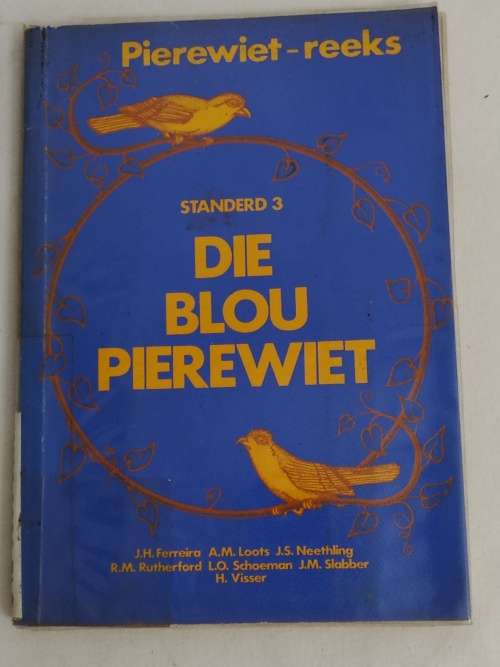 Pierewiet-reeks
STANDERD 3
DIE
BLOU
PIEREWIET
J.H. Ferreira A.M. Loots J.S. Neethling
R.M. Rutherford L.O. Schoeman J.M. Slabber
H. Visser